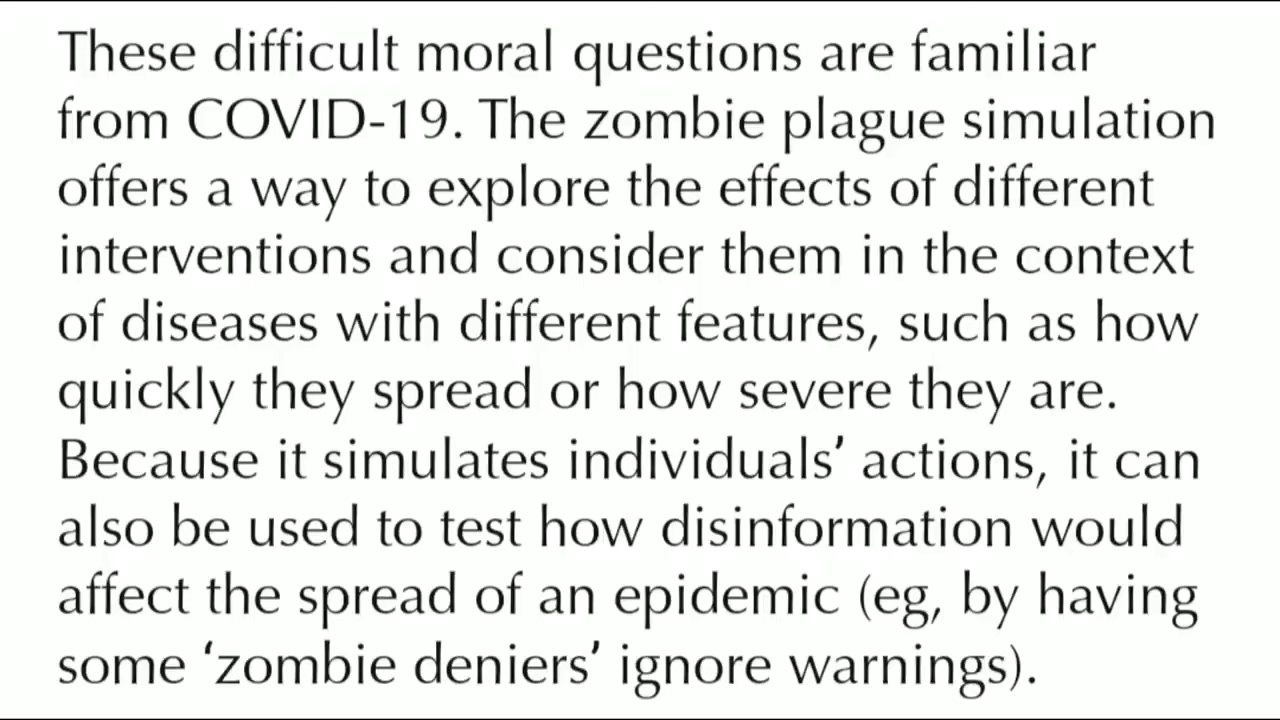 These difficult moral questions are familiar
from COVID-19. The zombie plague simulation
offers a way to explore the effects of different
interventions and consider them in the context
of diseases with different features, such as how
quickly they spread or how severe they are.
Because it simulates individuals’ actions, it can
also be used to test how disinformation would
affect the spread of an epidemic (eg, by having
some ‘zombie deniers’ ignore warnings).